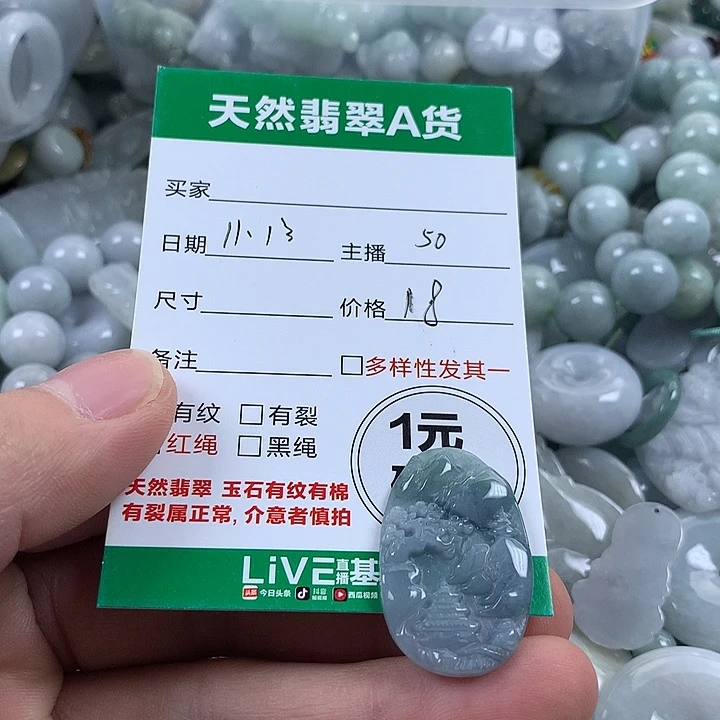 天然翡翠A货
买家
日期 11.13 主播 50
尺寸 价格 18
备注 □多样性发其一
有纹 □有裂
红绳 □黑绳
1元
天然翡翠 玉石有纹有棉
有裂属正常, 介意者慎拍
LiVE直播基
头条 今日头条 抖音 西瓜视频